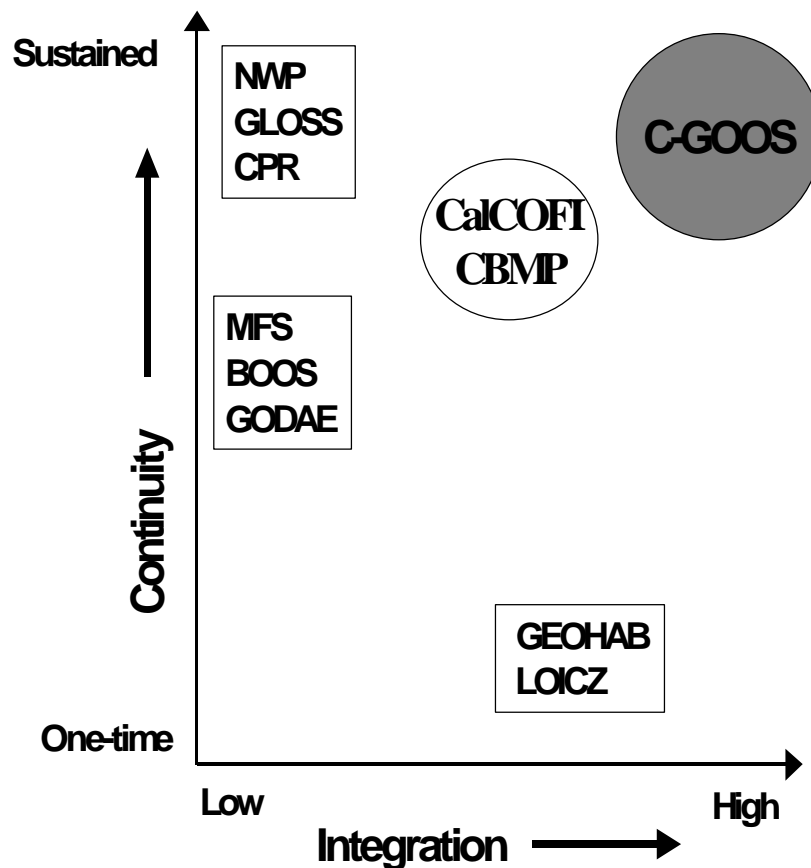 Sustained
NWP
GLOSS
CPR
C-GOOS
CalCOFI
CBMP
MFS
BOOS
GODAE
Continuity
GEOHAB
LOICZ
One-time
Low
High
Integration